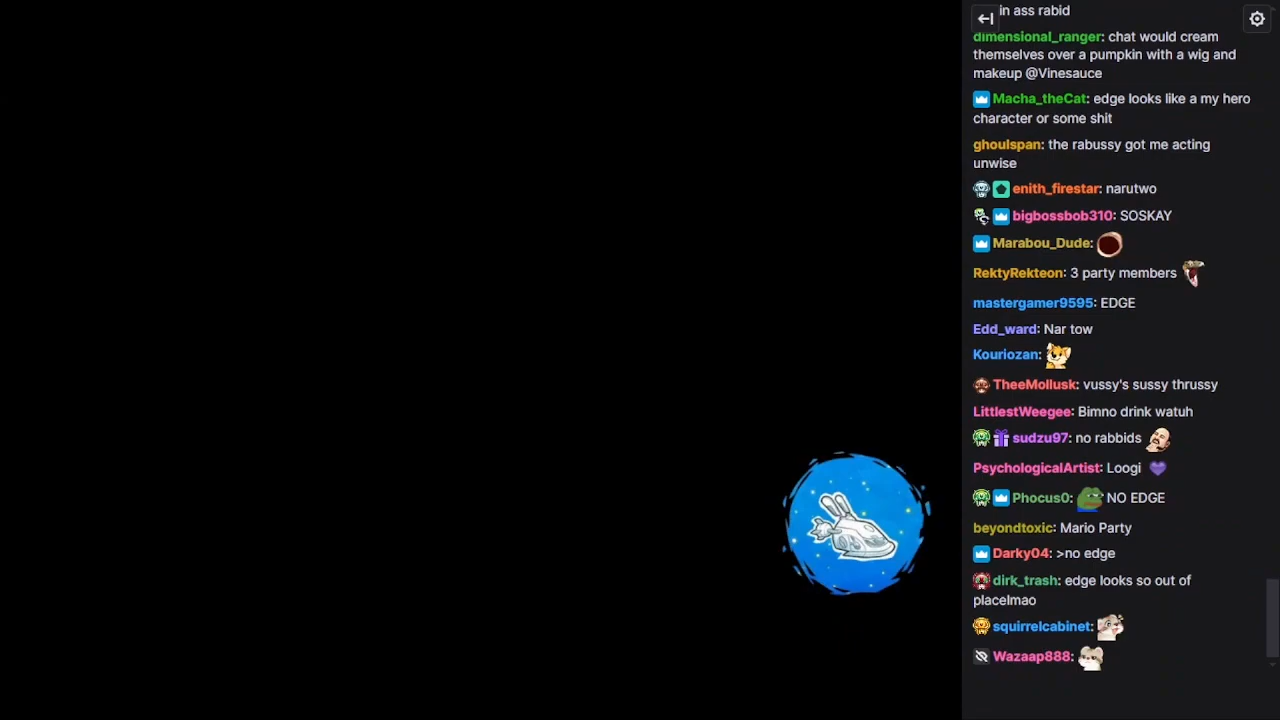 in ass rabid
dimensional_ranger: chat would cream
themselves over a pumpkin with a wig and
makeup @Vinesauce
Macha_theCat: edge looks like a my hero
character or some shit
ghoulspan: the rabussy got me acting
unwise
enith_firestar: narutwo
bigbossbob310: SOSKAY
Marabou_Dude:
RektyRekteon: 3 party members
mastergamer9595: EDGE
Edd_ward: Nar tow
Kouriozan:
TheeMollusk: vussy's sussy thrussy
LittlestWeegee: Bimno drink watuh
sudzu97: no rabbids
PsychologicalArtist: Loogi
Phocus0: NO EDGE
beyondtoxic: Mario Party
Darky04: >no edge
dirk_trash: edge looks so out of
placelmao
squirrelcabinet:
Wazaap888: